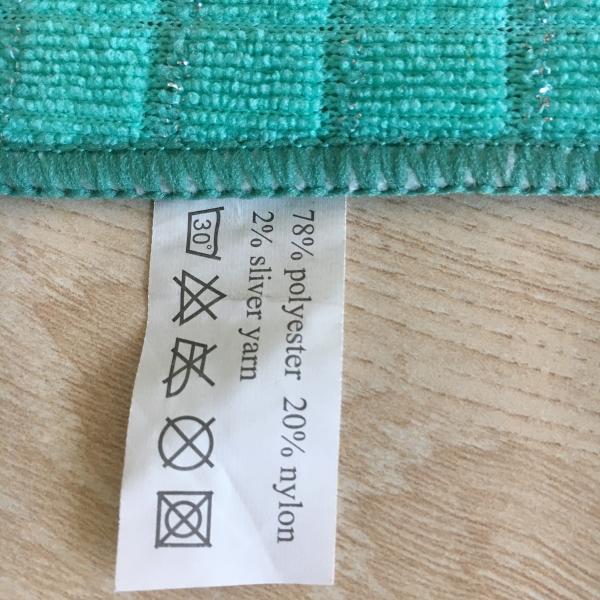 78% polyester 20% nylon
2% sliver yarn
30°